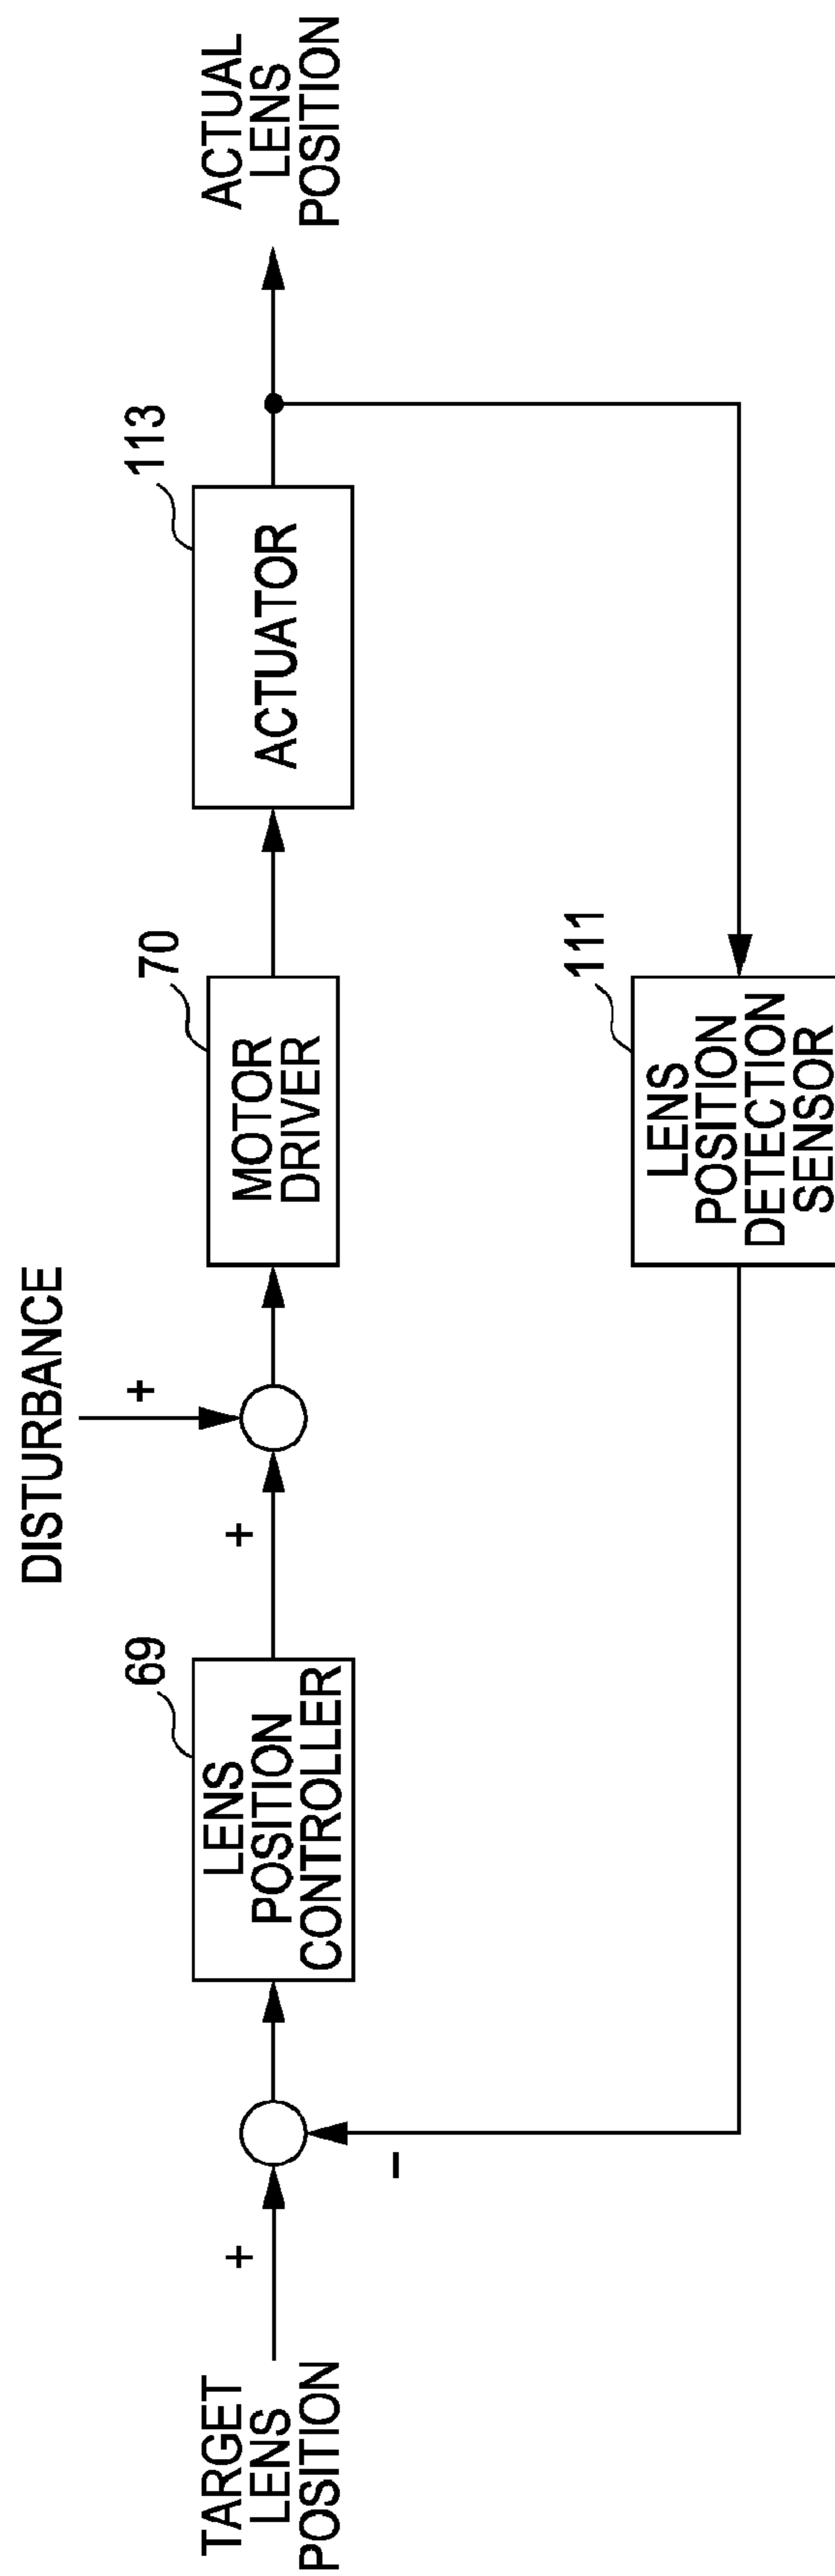 DISTURBANCE
+
TARGET
LENS
POSITION
+
−
69
LENS
POSITION
CONTROLLER
+
70
MOTOR
DRIVER
113
ACTUATOR
ACTUAL
LENS
POSITION
111
LENS
POSITION
DETECTION
SENSOR